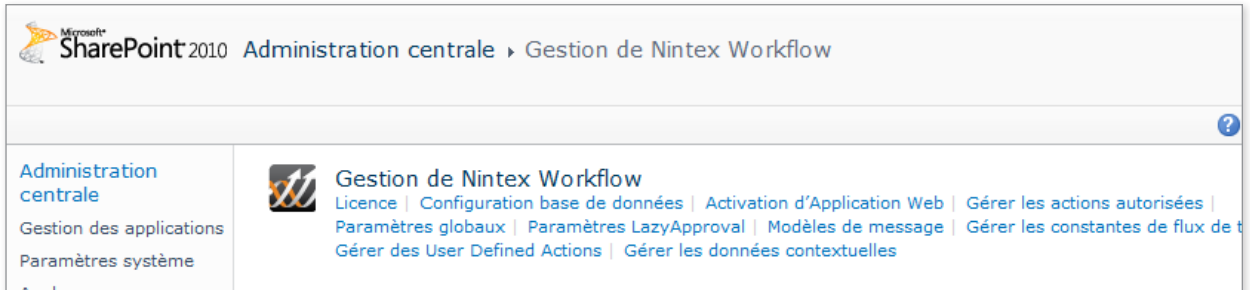 Microsoft
SharePoint 2010 Administration centrale ▸ Gestion de Nintex Workflow
?
Administration
centrale
Gestion des applications
Paramètres système
Gestion de Nintex Workflow
Licence | Configuration base de données | Activation d’Application Web | Gérer les actions autorisées |
Paramètres globaux | Paramètres LazyApproval | Modèles de message | Gérer les constantes de flux de t
Gérer des User Defined Actions | Gérer les données contextuelles